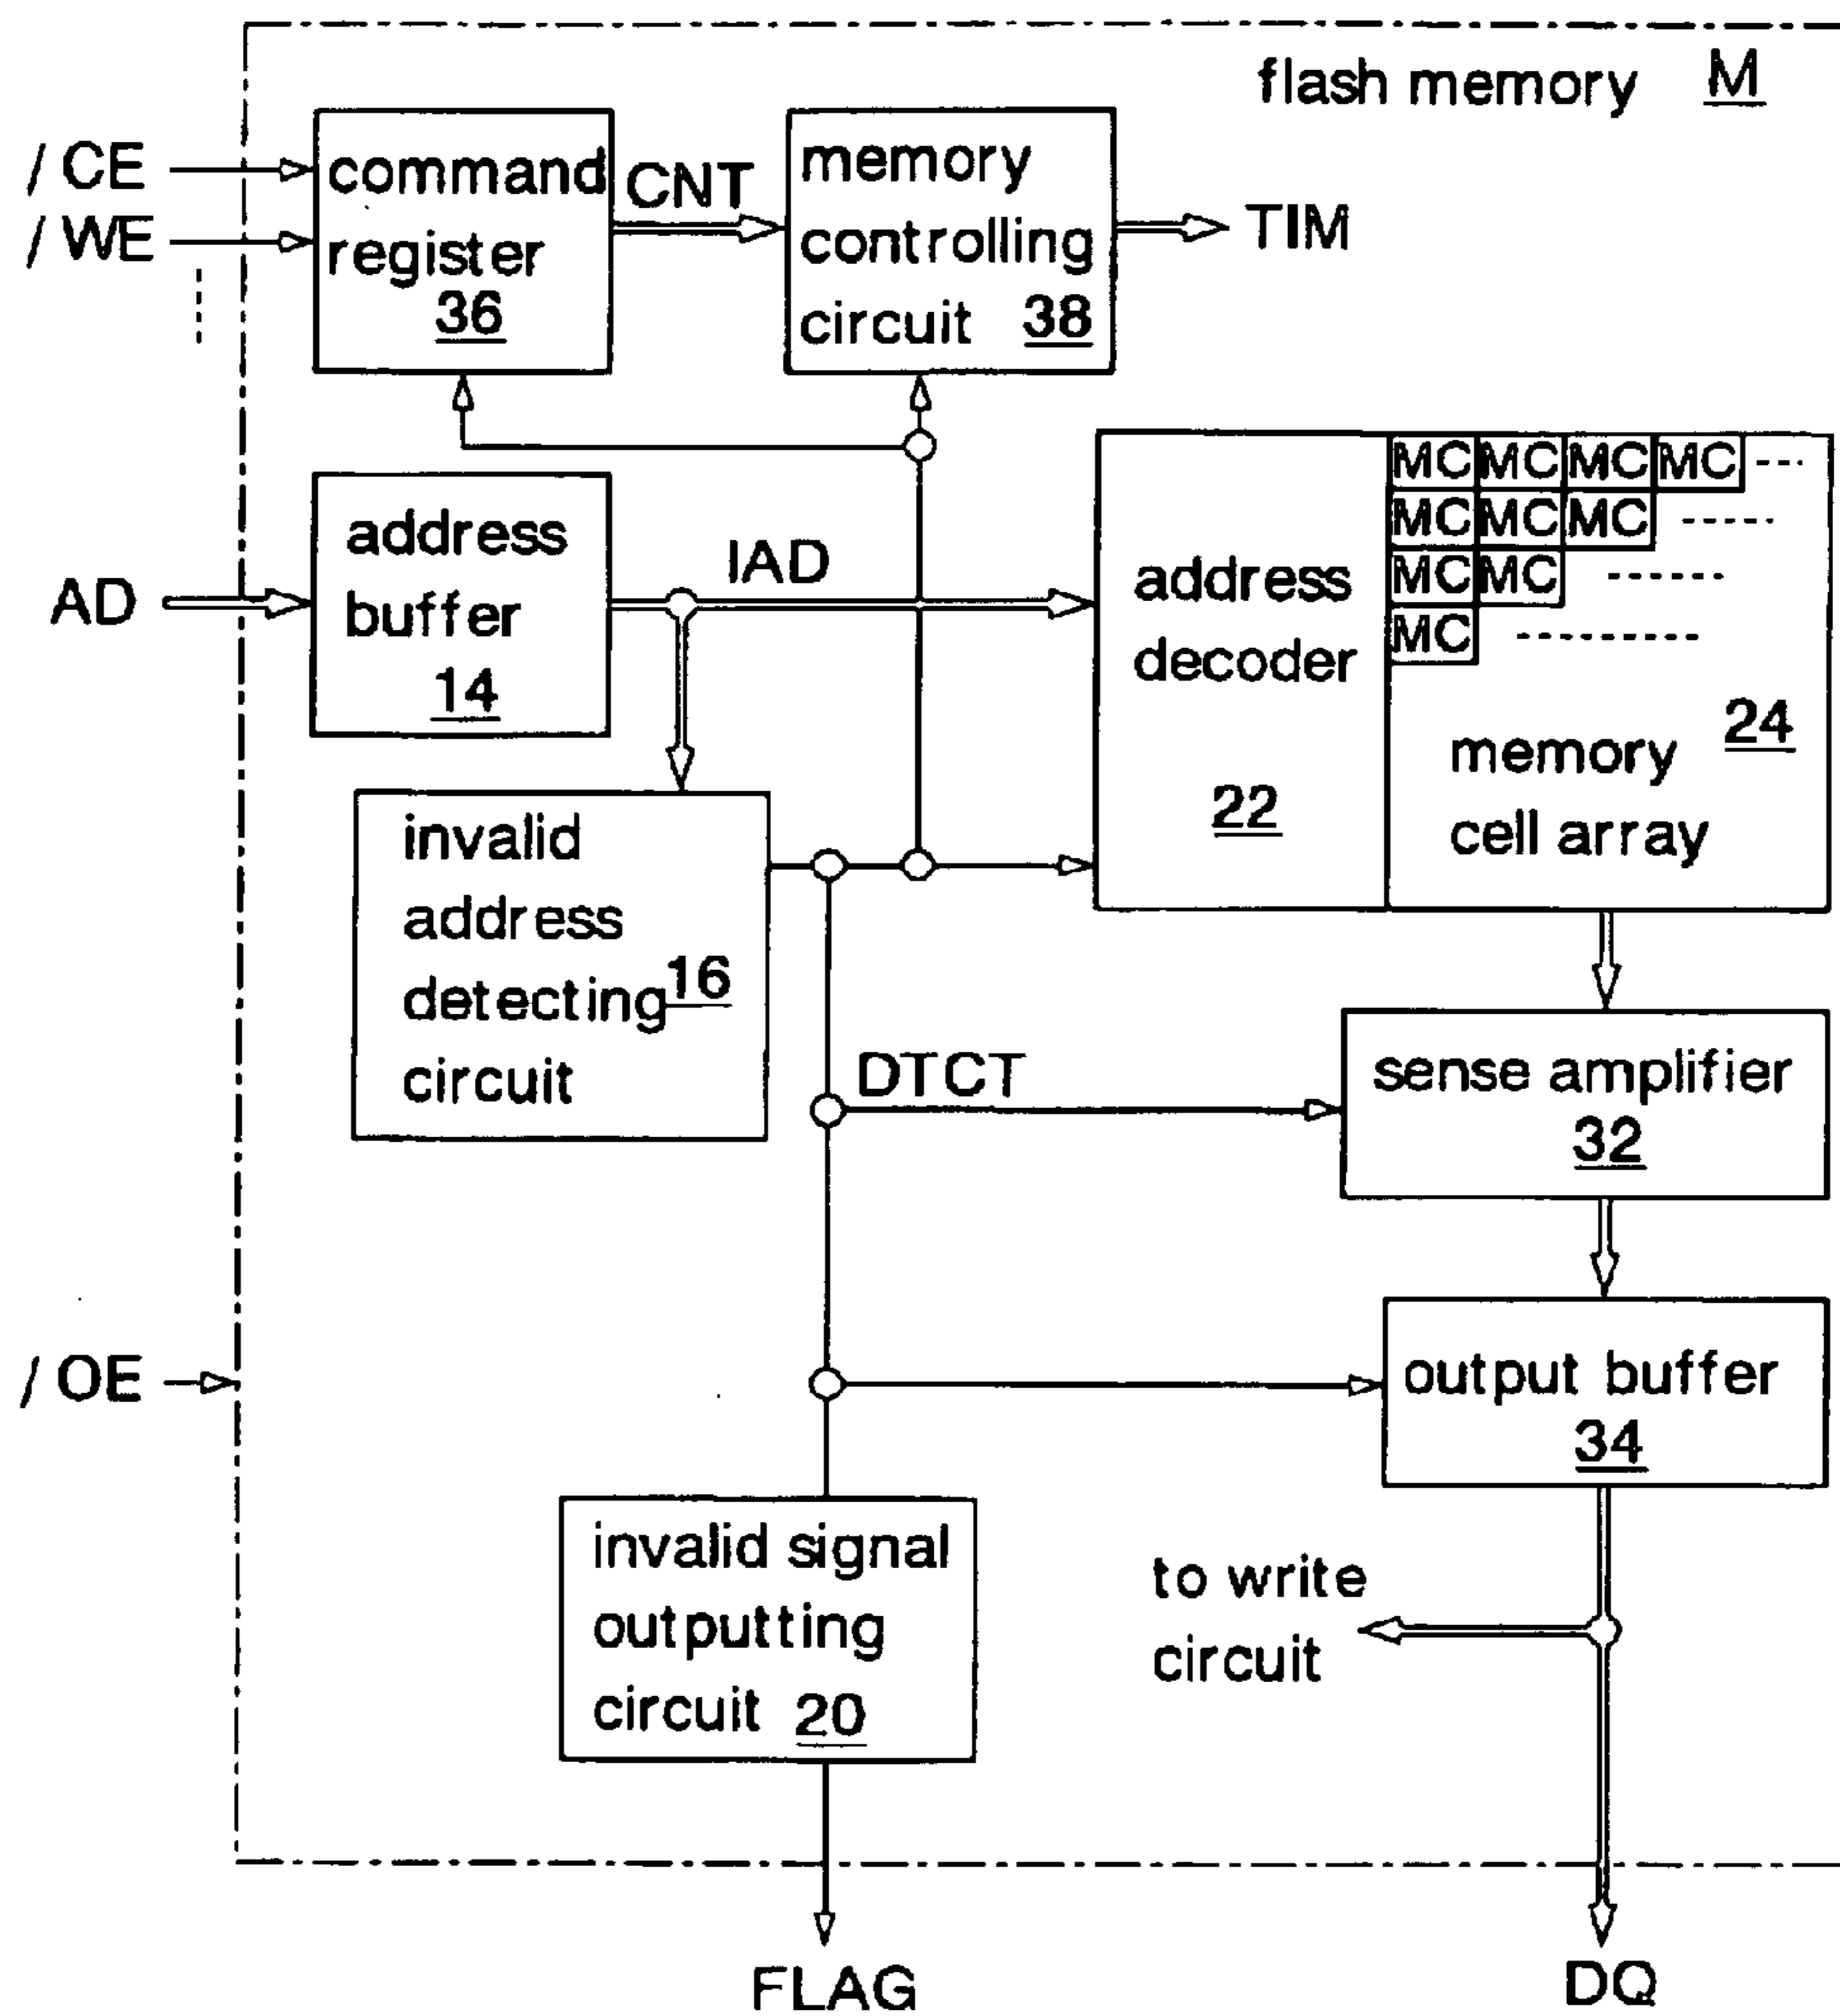 flash memory M
/ CE
/ WE
command
register
36
CNT
memory
controlling
circuit 38
TIM
AD
address
buffer
14
IAD
address
decoder
22
MC MC MC MC
MC MC MC
MC MC
MC
24
memory
cell array
invalid
address
detecting 16
circuit
DTCT
sense amplifier
32
/ OE
output buffer
34
invalid signal
outputting
circuit 20
to write
circuit
FLAG
DQ